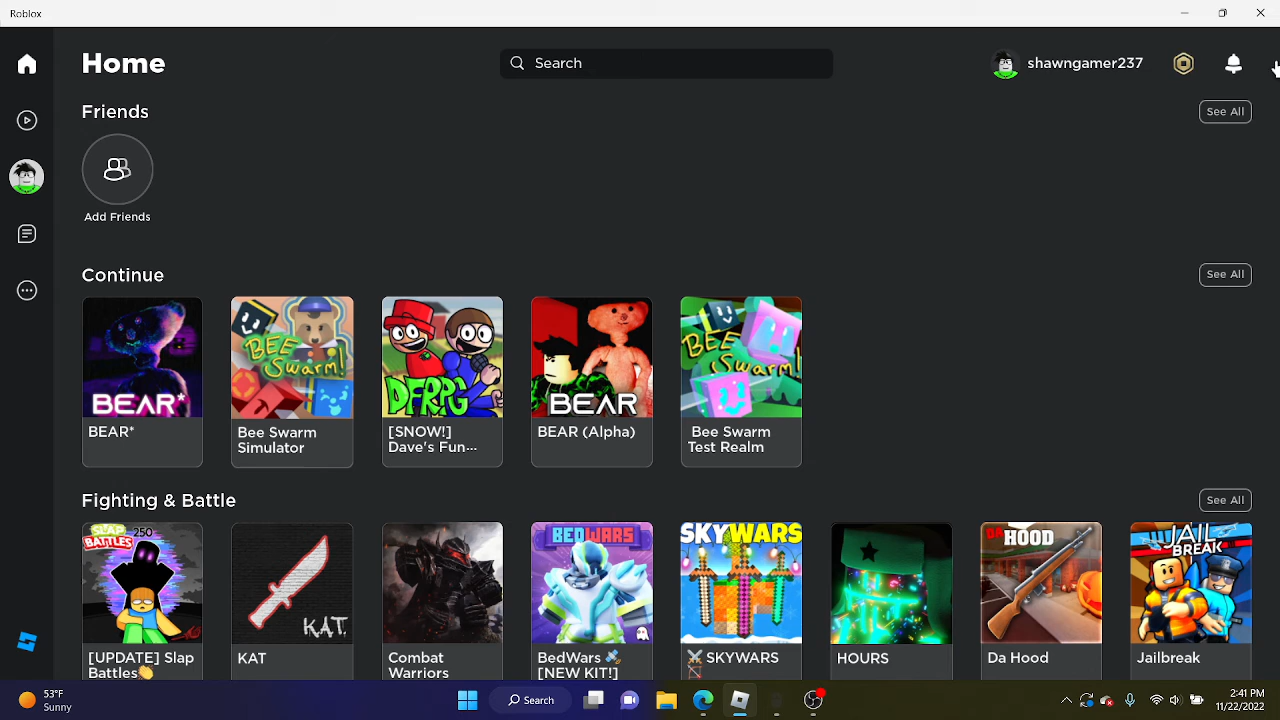 Roblox
Home
Search
shawngamer237
Friends
See All
Add Friends
Continue
See All
BEAR*
BEE
SWARM!
DFRPG
BEAR
BEE
SWARM!
BEAR*
Bee Swarm
Simulator
[SNOW!]
Dave's Fun...
BEAR (Alpha)
Bee Swarm
Test Realm
Fighting & Battle
See All
SLAP
BATTLES
250
KAT.
BEDWARS
SKYWARS
DA HOOD
JAIL
BREAK
[UPDATE] Slap
Battles👏
KAT
Combat
Warriors
BedWars 🛰️
[NEW KIT!]
⚔️ SKYWARS
🏹
HOURS
Da Hood
Jailbreak
53°F
Sunny
Search
2:41 PM
11/22/2022